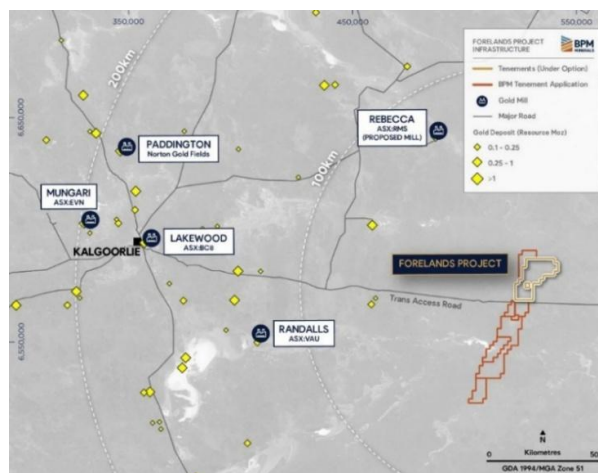 350,000
450,000
550,000
200km
6,650,000
100km
PADDINGTON
Norton Gold Fields
REBECCA
ASX:RMS
(PROPOSED MILL)
MUNGARI
ASX:EVN
LAKEWOOD
ASX:BC8
KALGOORLIE
FORELANDS PROJECT
Trans Access Road
RANDALLS
ASX:VAU
6,550,000
FORELANDS PROJECT
INFRASTRUCTURE
BPM
MINERALS
Tenements (Under Option)
BPM Tenement Application
Gold Mill
Major Road
Gold Deposit (Resource Moz)
0.1 - 0.25
0.25 - 1
>1
N
Kilometres
0
50
GDA 1994/MGA Zone 51